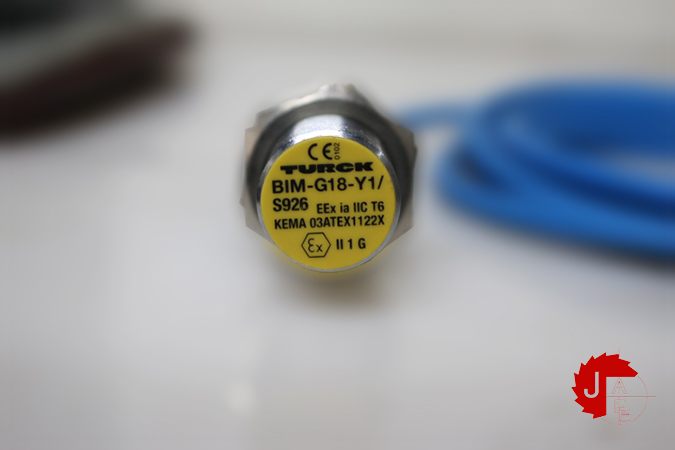 CE 0102
TURCK
BIM-G18-Y1/
S926 EEx ia IIC T6
KEMA 03ATEX1122X
Ex II 1 G
J